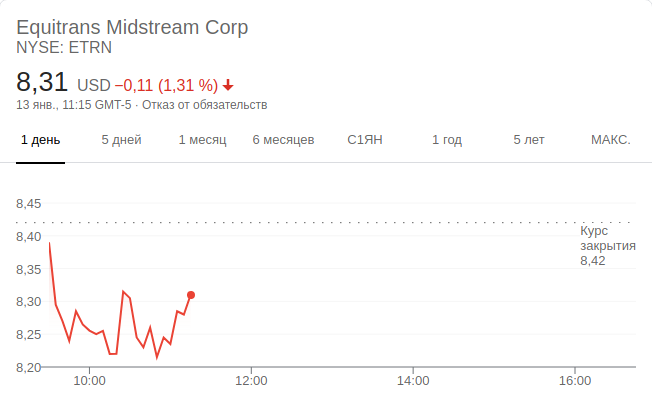 Equitrans Midstream Corp
NYSE: ETRN
8,31 USD −0,11 (1,31 %)
13 янв., 11:15 GMT-5 · Отказ от обязательств
1 день 5 дней 1 месяц 6 месяцев С1ЯН 1 год 5 лет МАКС.
8,45
8,40
8,35
8,30
8,25
8,20
Курс
закрытия
8,42
10:00 12:00 14:00 16:00